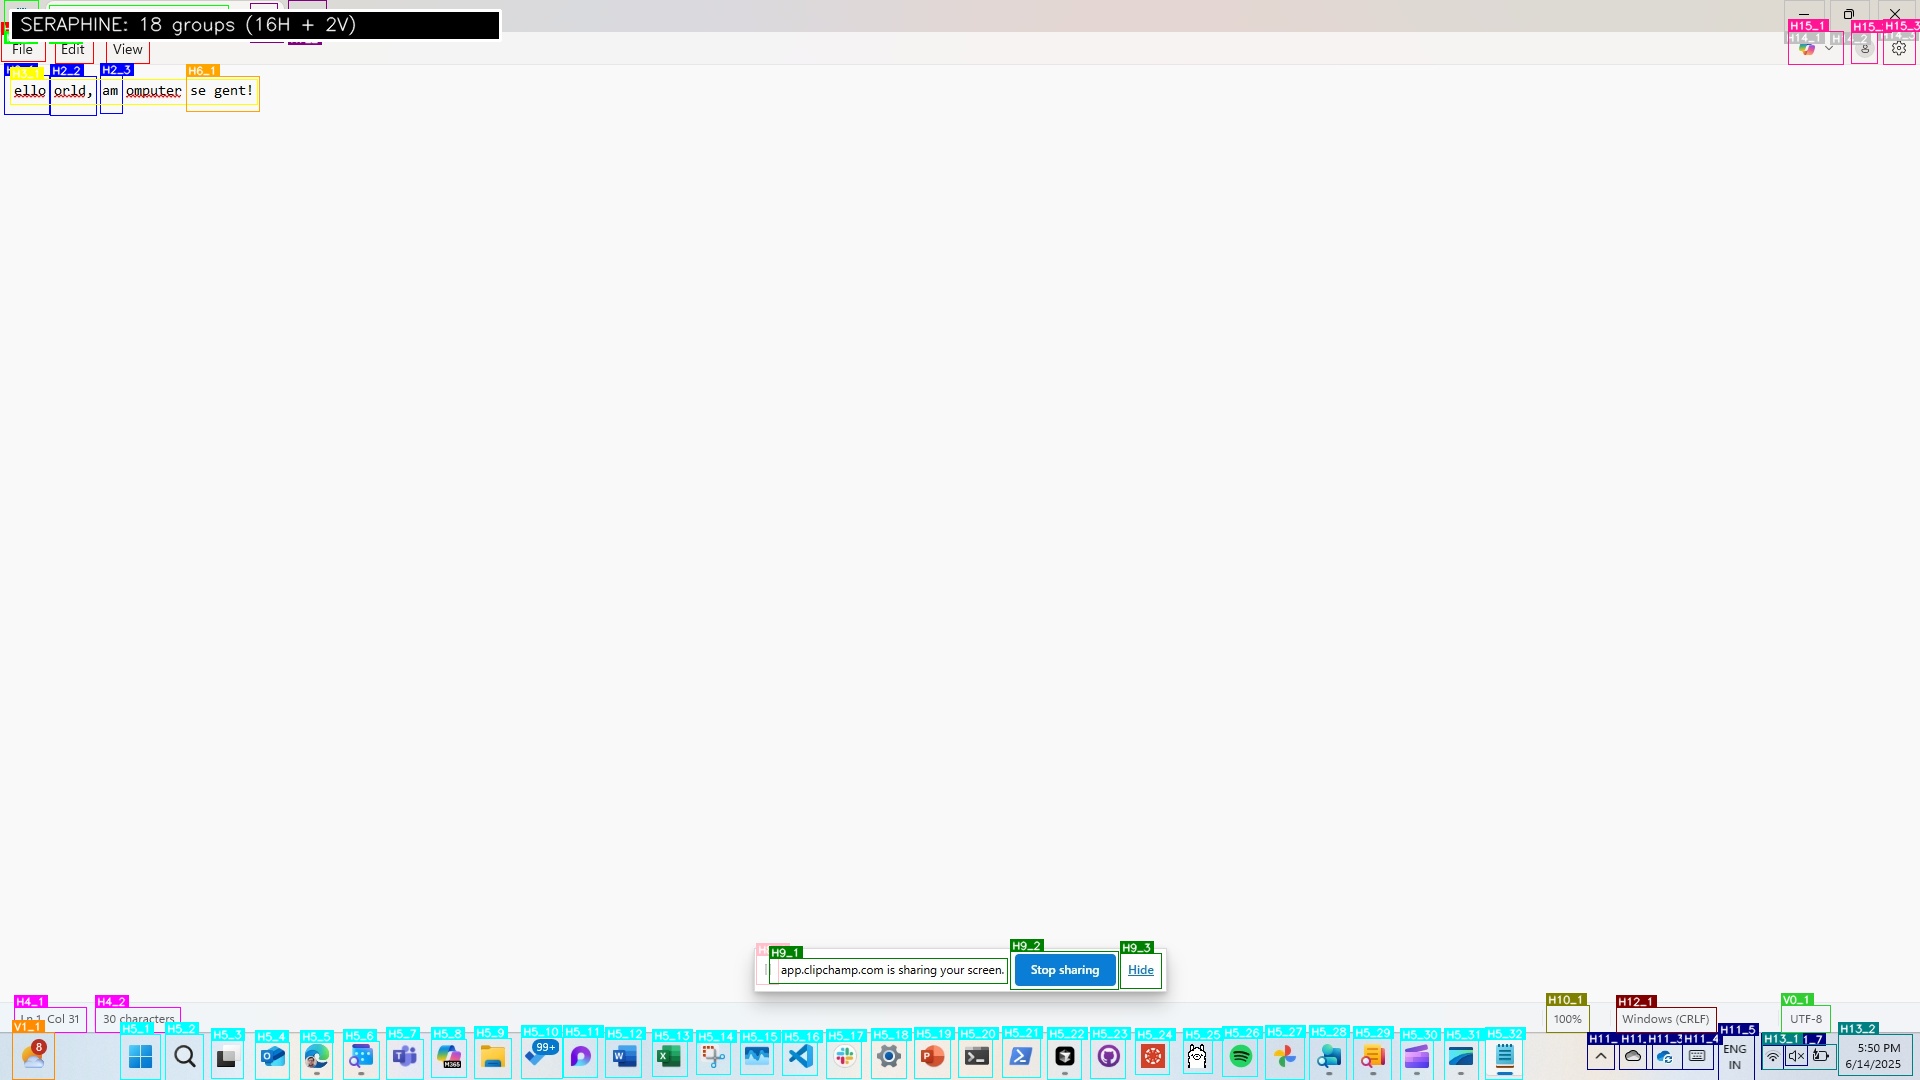 SERAPHINE: 18 groups (16H + 2V)
File Edit View
H15_1 H15_3
H2_2 H2_3 H6_1
ello orld, am omputer se gent!
H9_1 H9_2 H9_3
app.clipchamp.com is sharing your screen. Stop sharing Hide
H4_1 H4_2 H10_1 H12_1 V0_1
Ln 1, Col 31 30 characters 100% Windows (CRLF) UTF-8
V1_1 H5_1 H5_2 H5_3 H5_4 H5_5 H5_6 H5_7 H5_8 H5_9 H5_10 H5_11 H5_12 H5_13 H5_14 H5_15 H5_16 H5_17 H5_18 H5_19 H5_20 H5_21 H5_22 H5_23 H5_24 H5_25 H5_26 H5_27 H5_28 H5_29 H5_30 H5_31 H5_32 H11_4 H11_5 H13_1 H13_2
8 99+ M365 ENG 5:50 PM
IN 6/14/2025